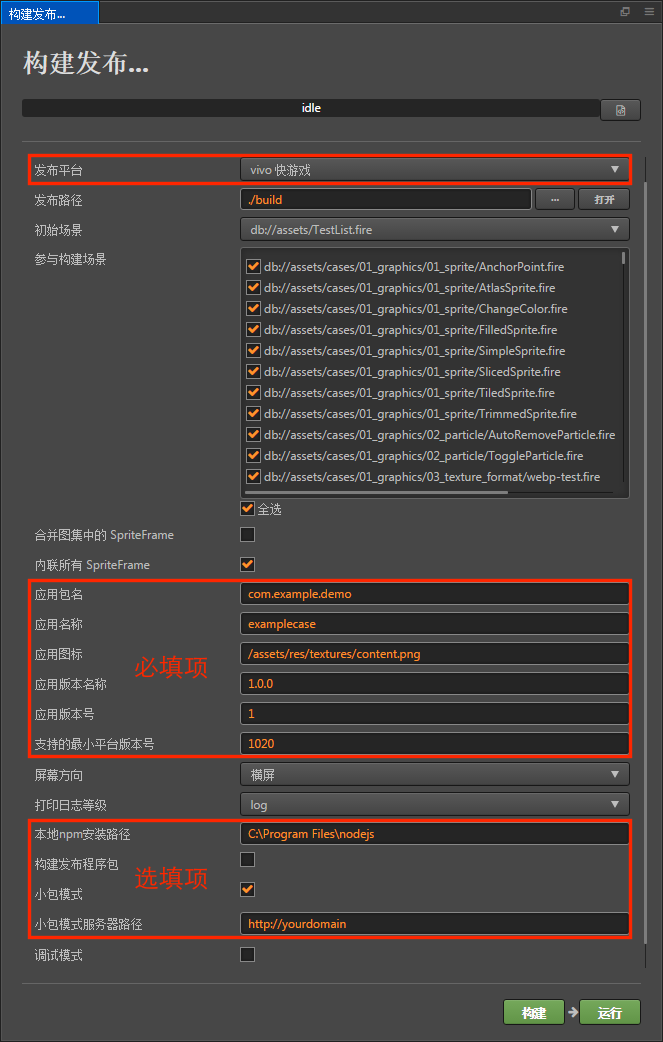 构建发布...
构建发布...
idle
发布平台 vivo 快游戏
发布路径 ./build ... 打开
初始场景 db://assets/TestList.fire
参与构建场景
db://assets/cases/01_graphics/01_sprite/AnchorPoint.fire
db://assets/cases/01_graphics/01_sprite/AtlasSprite.fire
db://assets/cases/01_graphics/01_sprite/ChangeColor.fire
db://assets/cases/01_graphics/01_sprite/FilledSprite.fire
db://assets/cases/01_graphics/01_sprite/SimpleSprite.fire
db://assets/cases/01_graphics/01_sprite/SlicedSprite.fire
db://assets/cases/01_graphics/01_sprite/TiledSprite.fire
db://assets/cases/01_graphics/01_sprite/TrimmedSprite.fire
db://assets/cases/01_graphics/02_particle/AutoRemoveParticle.fire
db://assets/cases/01_graphics/02_particle/ToggleParticle.fire
db://assets/cases/01_graphics/03_texture_format/webp-test.fire
全选
合并图集中的 SpriteFrame
内联所有 SpriteFrame
应用包名 com.example.demo
应用名称 examplecase
应用图标 /assets/res/textures/content.png
必填项
应用版本名称 1.0.0
应用版本号 1
支持的最小平台版本号 1020
屏幕方向 横屏
打印日志等级 log
本地npm安装路径 C:\Program Files\nodejs
构建发布程序包
选填项
小包模式
小包模式服务器路径 http://yourdomain
调试模式
构建 运行